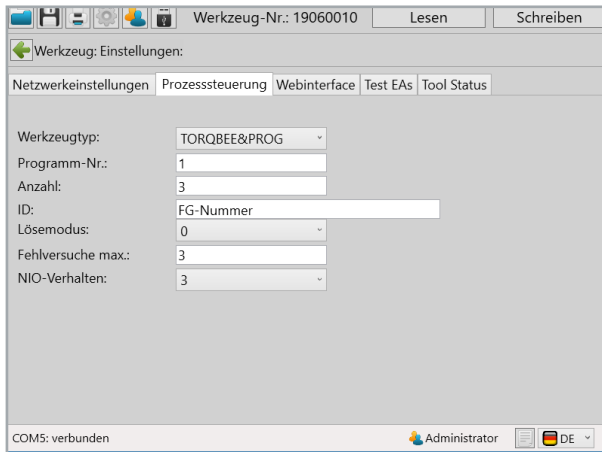 Werkzeug-Nr.: 19060010 Lesen Schreiben
Werkzeug: Einstellungen:
Netzwerkeinstellungen Prozesssteuerung Webinterface Test EAs Tool Status
Werkzeugtyp: TORQBEE&PROG
Programm-Nr.: 1
Anzahl: 3
ID: FG-Nummer
Lösemodus: 0
Fehlversuche max.: 3
NIO-Verhalten: 3
COM5: verbunden Administrator DE